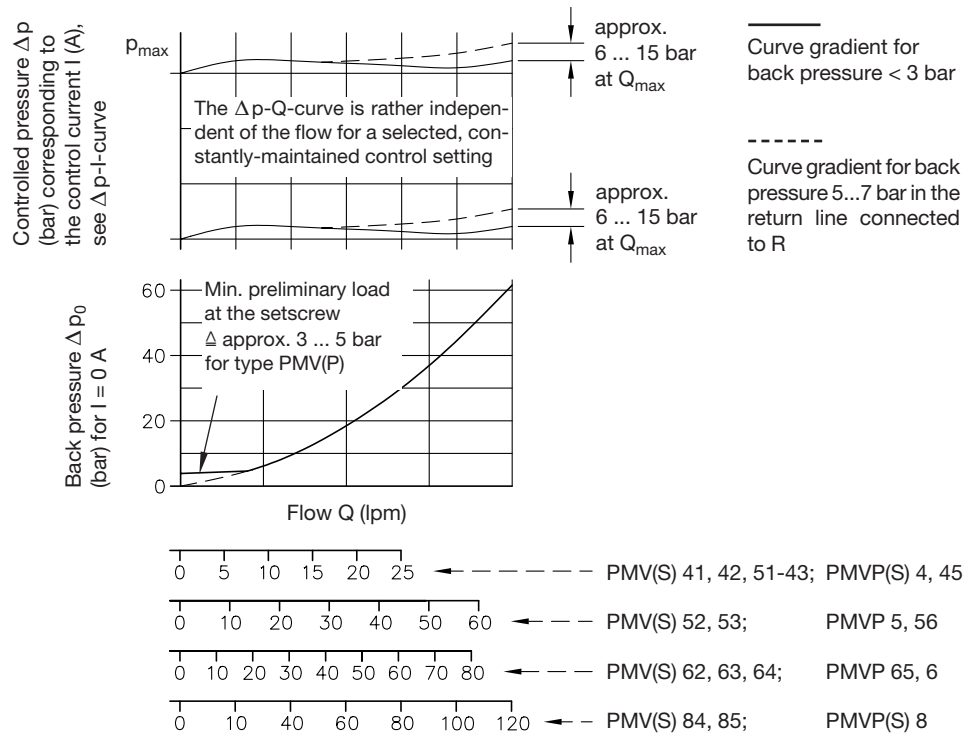 Controlled pressure Δp
(bar) corresponding to
the control current I (A),
see Δp-I-curve
pmax
The Δp-Q-curve is rather indepen-
dent of the flow for a selected, con-
stantly-maintained control setting
approx.
6 ... 15 bar
at Qmax
approx.
6 ... 15 bar
at Qmax
Curve gradient for
back pressure < 3 bar
Curve gradient for back
pressure 5...7 bar in the
return line connected
to R
Back pressure Δp0
(bar) for I = 0 A
60
40
20
0
Min. preliminary load
at the setscrew
≙ approx. 3 ... 5 bar
for type PMV(P)
Flow Q (lpm)
0 5 10 15 20 25
PMV(S) 41, 42, 51-43; PMVP(S) 4, 45
0 10 20 30 40 50 60
PMV(S) 52, 53; PMVP 5, 56
0 10 20 30 40 50 60 70 80
PMV(S) 62, 63, 64; PMVP 65, 6
0 10 40 60 80 100 120
PMV(S) 84, 85; PMVP(S) 8